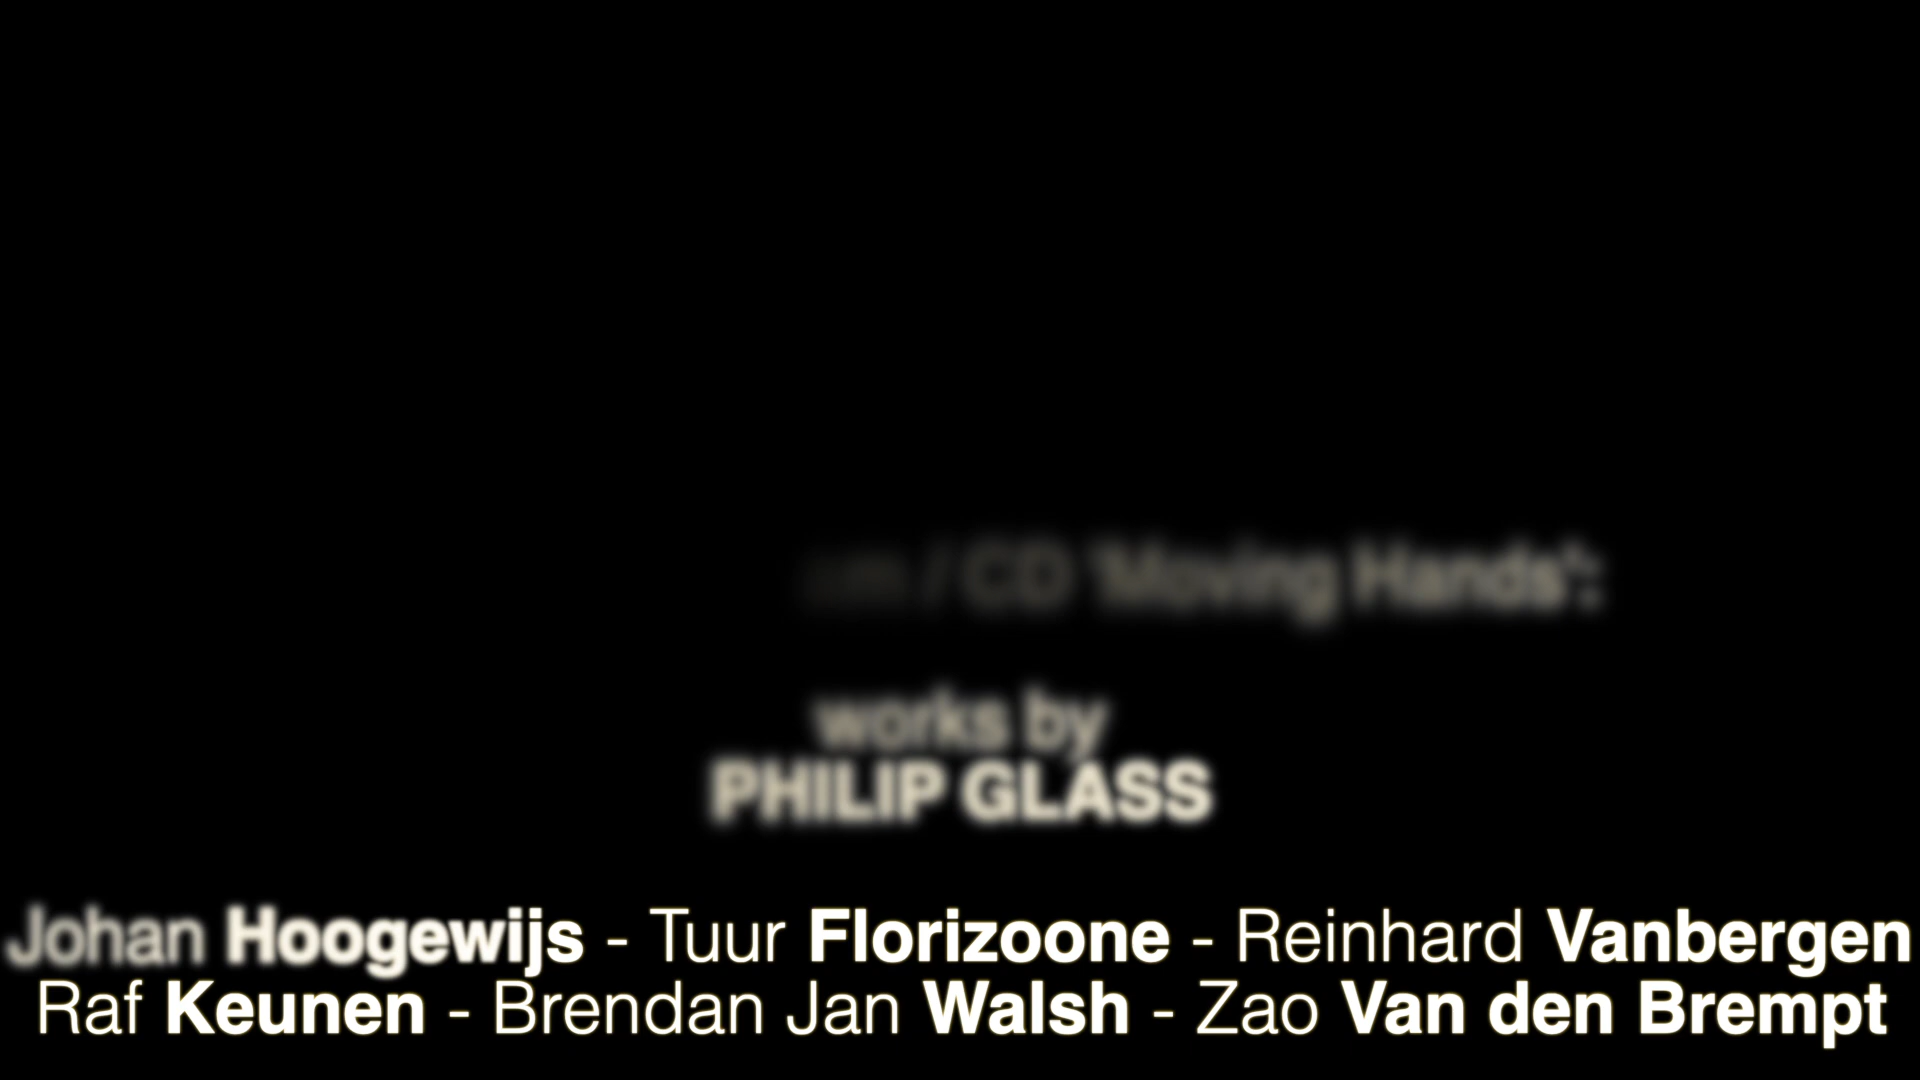 / CD 'Moving Hands':
works by
PHILIP GLASS
Johan Hoogewijs - Tuur Florizoone - Reinhard Vanbergen
Raf Keunen - Brendan Jan Walsh - Zao Van den Brempt